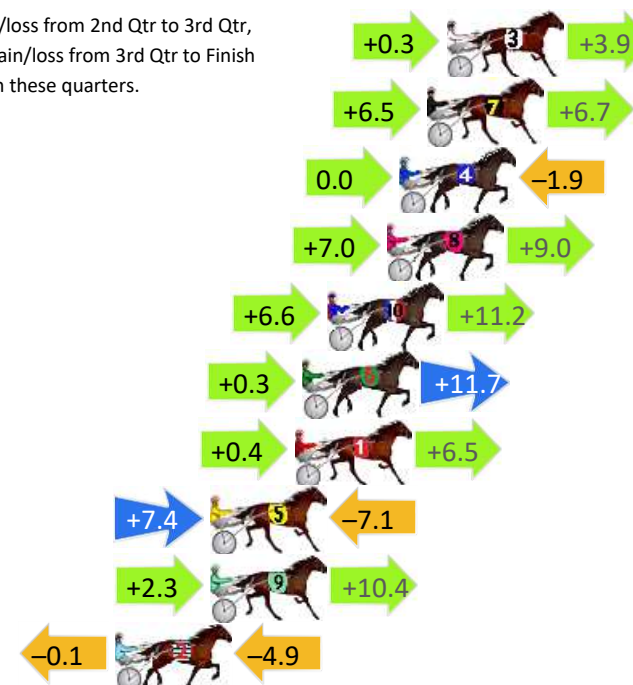 /loss from 2nd Qtr to 3rd Qtr,
ain/loss from 3rd Qtr to Finish
n these quarters.
+0.3 3 +3.9
+6.5 7 +6.7
0.0 4 –1.9
+7.0 8 +9.0
+6.6 10 +11.2
+0.3 6 +11.7
+0.4 1 +6.5
+7.4 5 –7.1
+2.3 9 +10.4
–0.1 2 –4.9